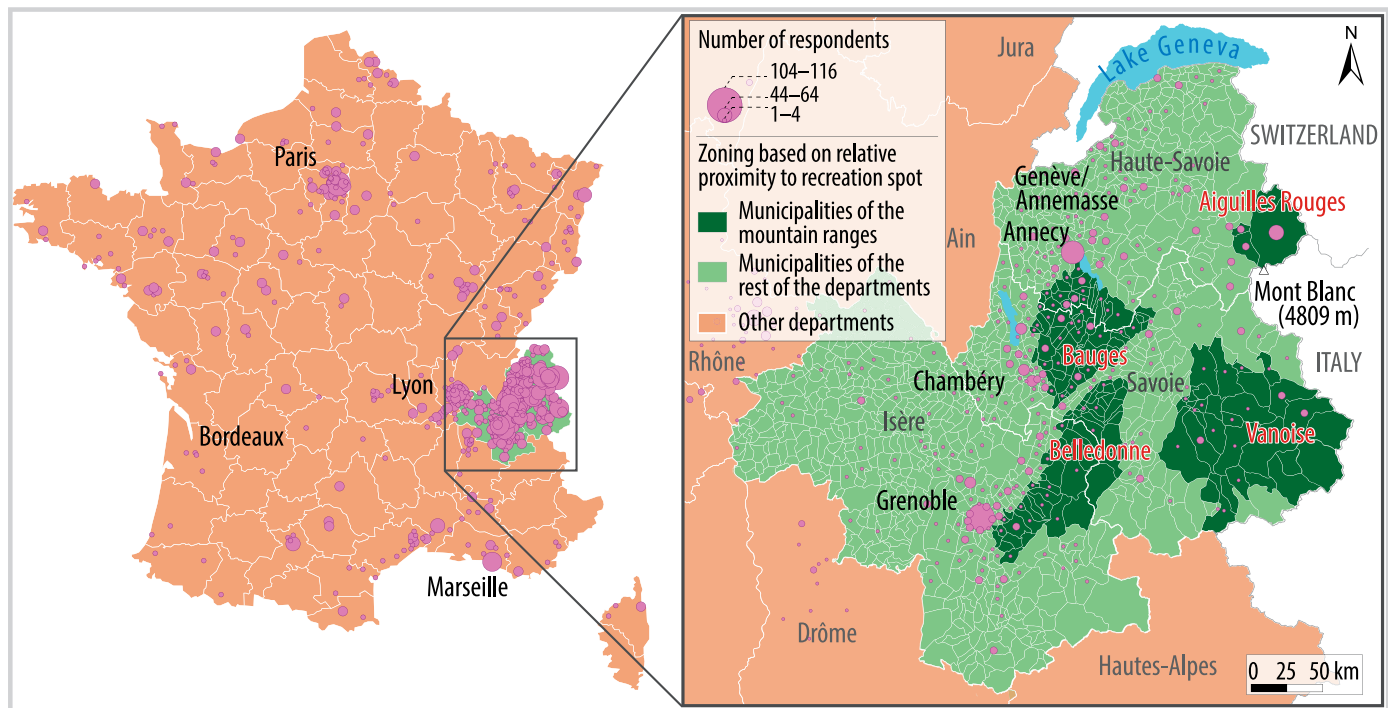 Paris
Lyon
Bordeaux
Marseille
Number of respondents
104–116
44–64
1–4
Zoning based on relative
proximity to recreation spot
Municipalities of the
mountain ranges
Municipalities of the
rest of the departments
Other departments
Jura
Lake Geneva
N
SWITZERLAND
Haute-Savoie
Genève/
Annemasse
Aiguilles Rouges
Annecy
Ain
Mont Blanc
(4809 m)
Rhône
Bauges
ITALY
Chambéry
Savoie
Isère
Vanoise
Belledonne
Grenoble
Drôme
Hautes-Alpes
0 25 50 km